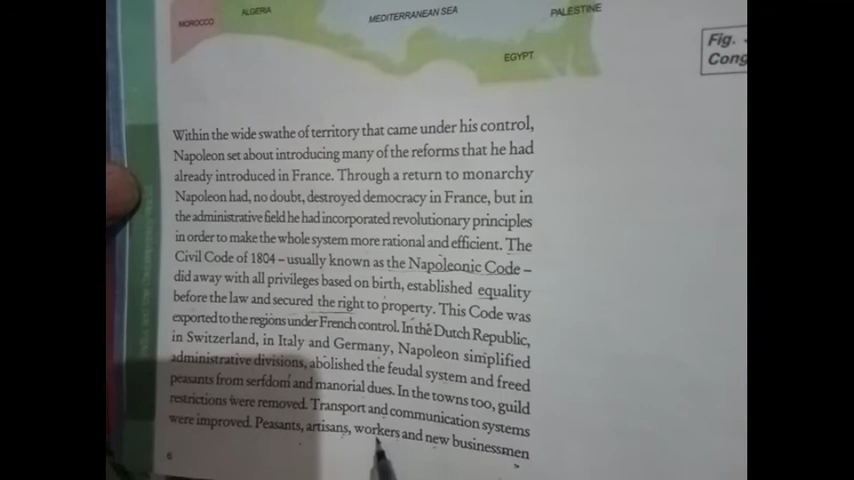 MOROCCO
ALGERIA
MEDITERRANEAN SEA
PALESTINE
EGYPT
Fig.
Cong
Within the wide swathe of territory that came under his control,
Napoleon set about introducing many of the reforms that he had
already introduced in France. Through a return to monarchy
Napoleon had, no doubt, destroyed democracy in France, but in
the administrative field he had incorporated revolutionary principles
in order to make the whole system more rational and efficient. The
Civil Code of 1804 – usually known as the Napoleonic Code –
did away with all privileges based on birth, established equality
before the law and secured the right to property. This Code was
exported to the regions under French control. In the Dutch Republic,
in Switzerland, in Italy and Germany, Napoleon simplified
administrative divisions, abolished the feudal system and freed
peasants from serfdom and manorial dues. In the towns too, guild
restrictions were removed. Transport and communication systems
were improved. Peasants, artisans, workers and new businessmen
6